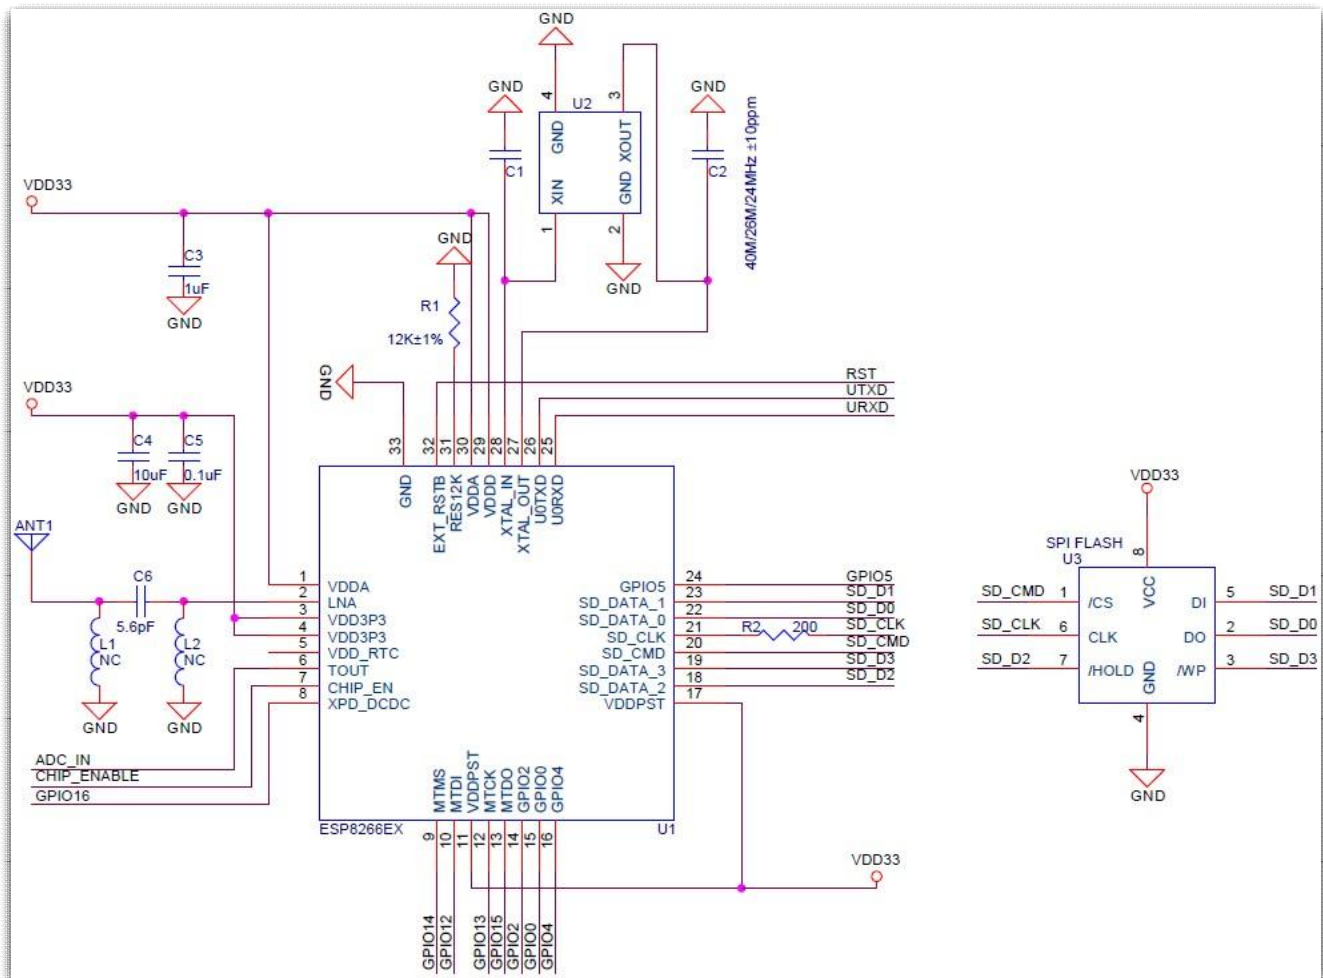 GND
GND
4
U2
3
GND
GND
XOUT
C1
XIN
GND
C2
40M/26M/24MHz ±10ppm
1
2
GND
VDD33
C3
1uF
GND
GND
R1
12K±1%
GND
VDD33
C4
10uF
GND
C5
0.1uF
GND
RST
UTXD
URXD
33
32
31
30
29
28
27
26
25
GND
EXT_RSTB
RES12K
VDDA
VDDD
XTAL_IN
XTAL_OUT
U0TXD
U0RXD
ANT1
C6
5.6pF
L1
NC
GND
L2
NC
GND
1 VDDA
2 LNA
3 VDD3P3
4 VDD3P3
5 VDD_RTC
6 TOUT
7 CHIP_EN
8 XPD_DCDC
GPIO5 24 GPIO5
SD_DATA_1 23 SD_D1
SD_DATA_0 22 SD_D0
SD_CLK 21 R2 200 SD_CLK
SD_CMD 20 SD_CMD
SD_DATA_3 19 SD_D3
SD_DATA_2 18 SD_D2
VDDPST 17
ADC_IN
CHIP_ENABLE
GPIO16
MTMS
MTDI
VDDPST
MTCK
MTDO
GPIO2
GPIO0
GPIO4
ESP8266EX
U1
9
10
11
12
13
14
15
16
GPIO14
GPIO12
GPIO13
GPIO15
GPIO2
GPIO0
GPIO4
VDD33
VDD33
SPI FLASH
U3
8
VCC
SD_CMD 1 /CS
DI 5 SD_D1
SD_CLK 6 CLK
DO 2 SD_D0
SD_D2 7 /HOLD
/WP 3 SD_D3
GND
4
GND